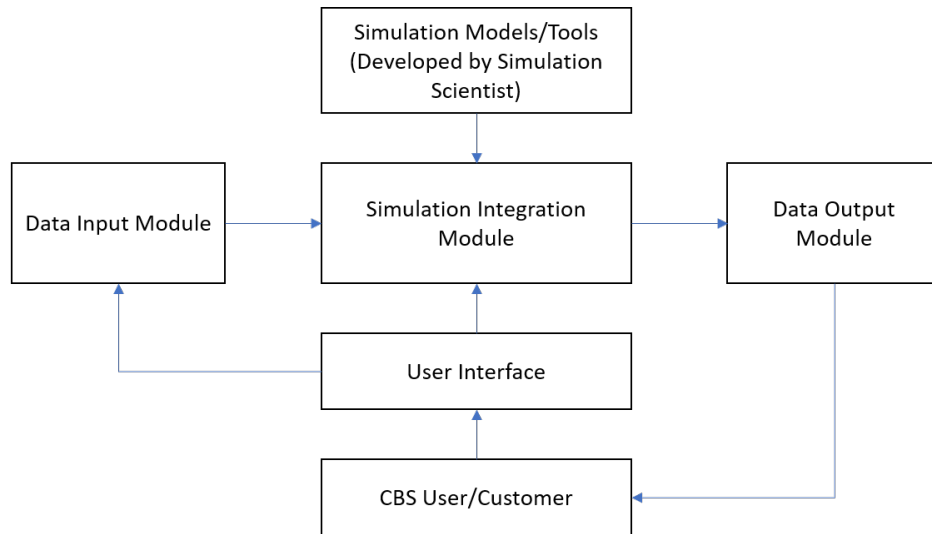 Simulation Models/Tools
(Developed by Simulation
Scientist)
Data Input Module
Simulation Integration
Module
Data Output
Module
User Interface
CBS User/Customer